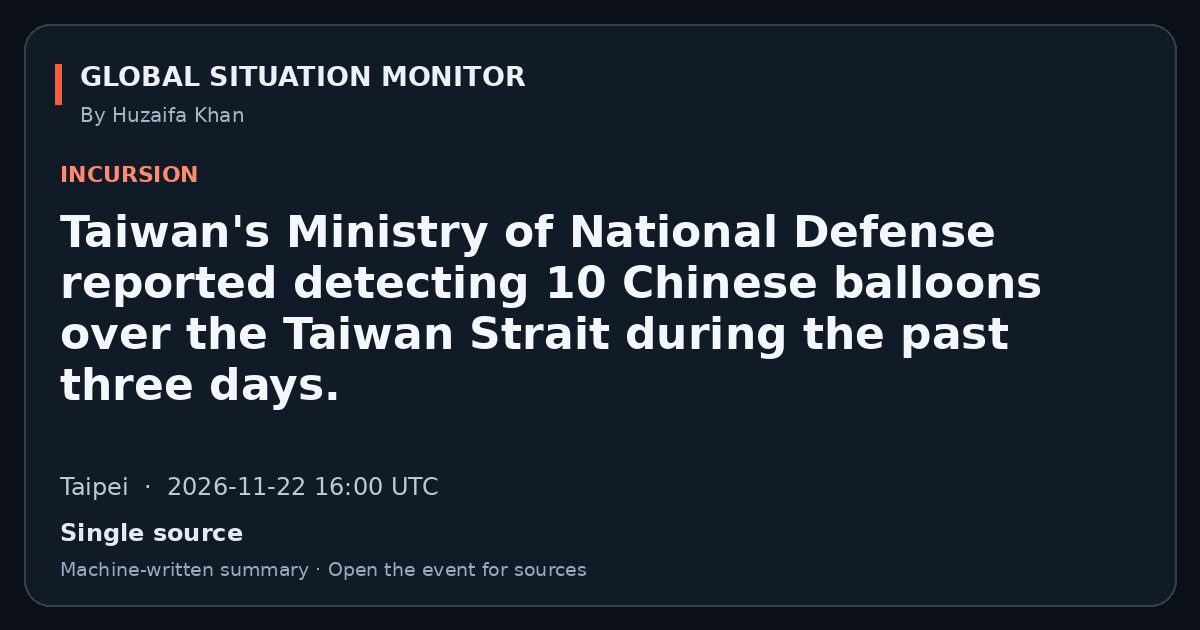 GLOBAL SITUATION MONITOR
By Huzaifa Khan
INCURSION
Taiwan's Ministry of National Defense
reported detecting 10 Chinese balloons
over the Taiwan Strait during the past
three days.
Taipei · 2026-11-22 16:00 UTC
Single source
Machine-written summary · Open the event for sources